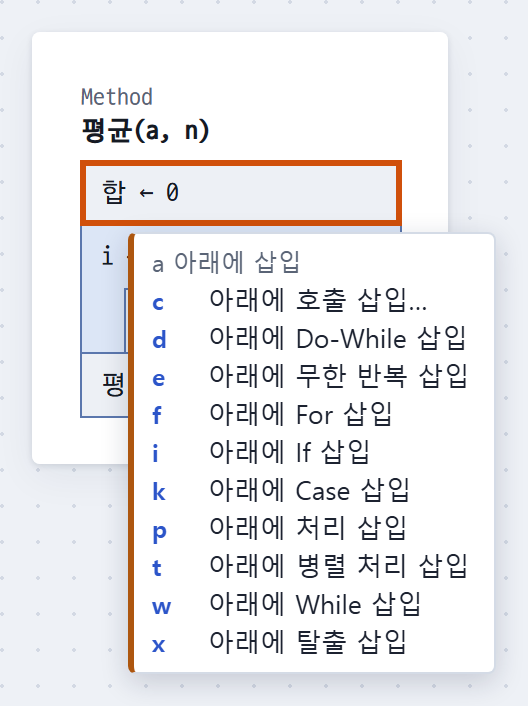 Method
평균(a, n)
합 ← 0
i
평
a 아래에 삽입
c 아래에 호출 삽입...
d 아래에 Do-While 삽입
e 아래에 무한 반복 삽입
f 아래에 For 삽입
i 아래에 If 삽입
k 아래에 Case 삽입
p 아래에 처리 삽입
t 아래에 병렬 처리 삽입
w 아래에 While 삽입
x 아래에 탈출 삽입